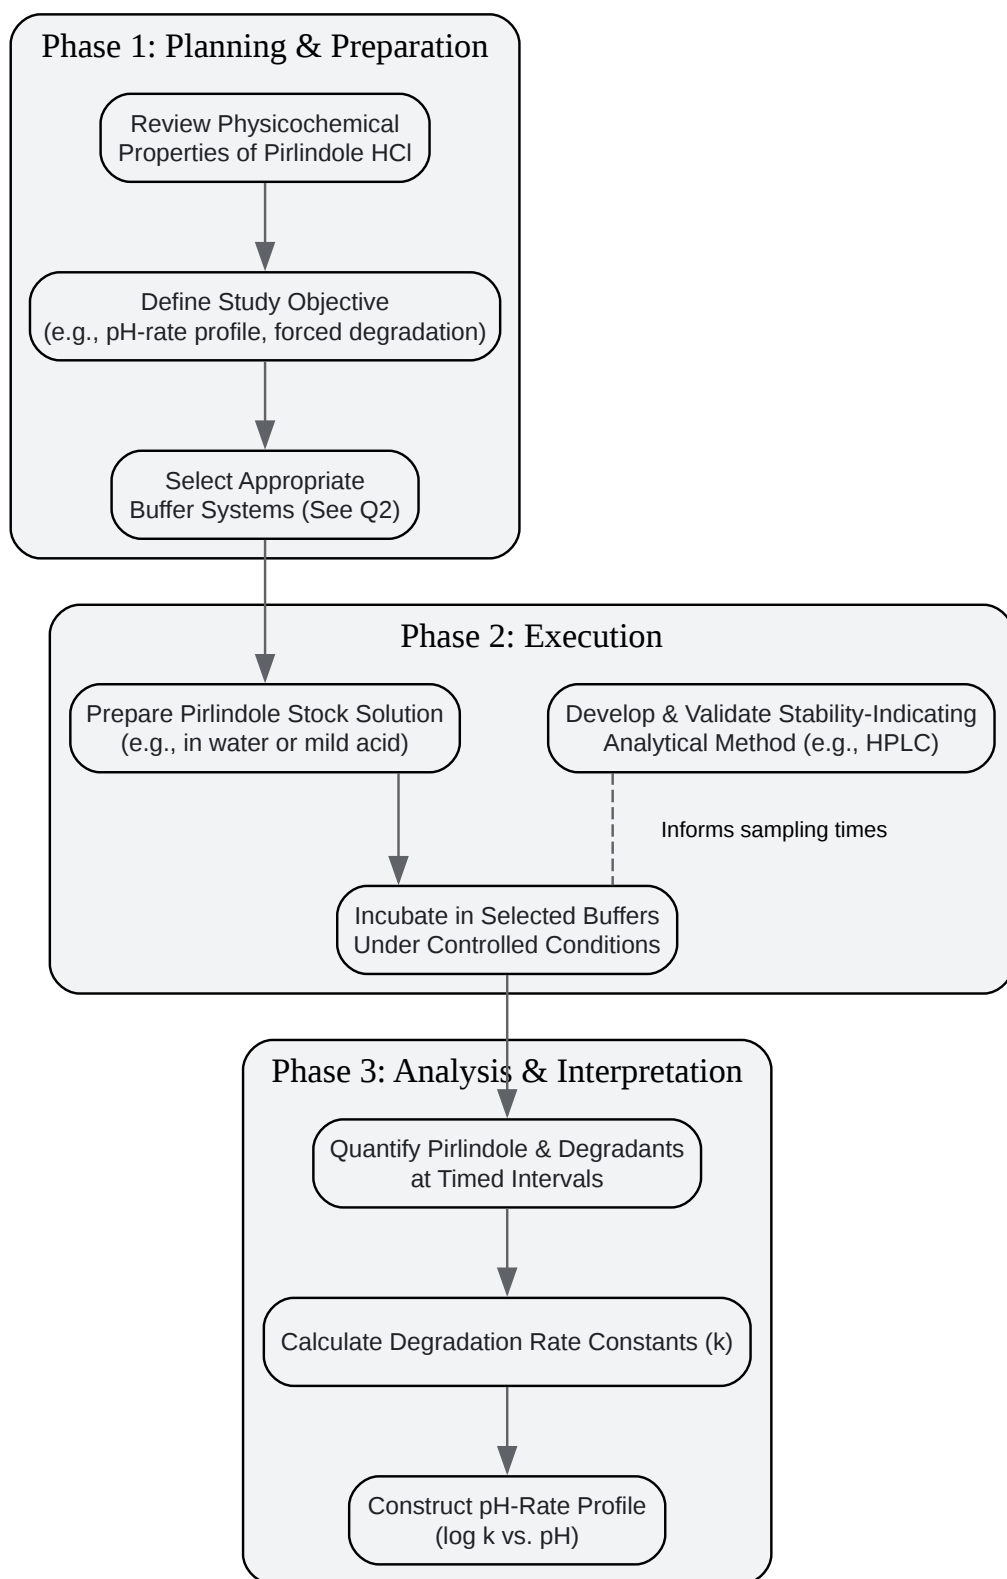 Phase 1: Planning & Preparation
Review Physicochemical
Properties of Pirlindole HCl
Define Study Objective
(e.g., pH-rate profile, forced degradation)
Select Appropriate
Buffer Systems (See Q2)
Phase 2: Execution
Prepare Pirlindole Stock Solution
(e.g., in water or mild acid)
Develop & Validate Stability-Indicating
Analytical Method (e.g., HPLC)
Informs sampling times
Incubate in Selected Buffers
Under Controlled Conditions
Phase 3: Analysis & Interpretation
Quantify Pirlindole & Degradants
at Timed Intervals
Calculate Degradation Rate Constants (k)
Construct pH-Rate Profile
(log k vs. pH)